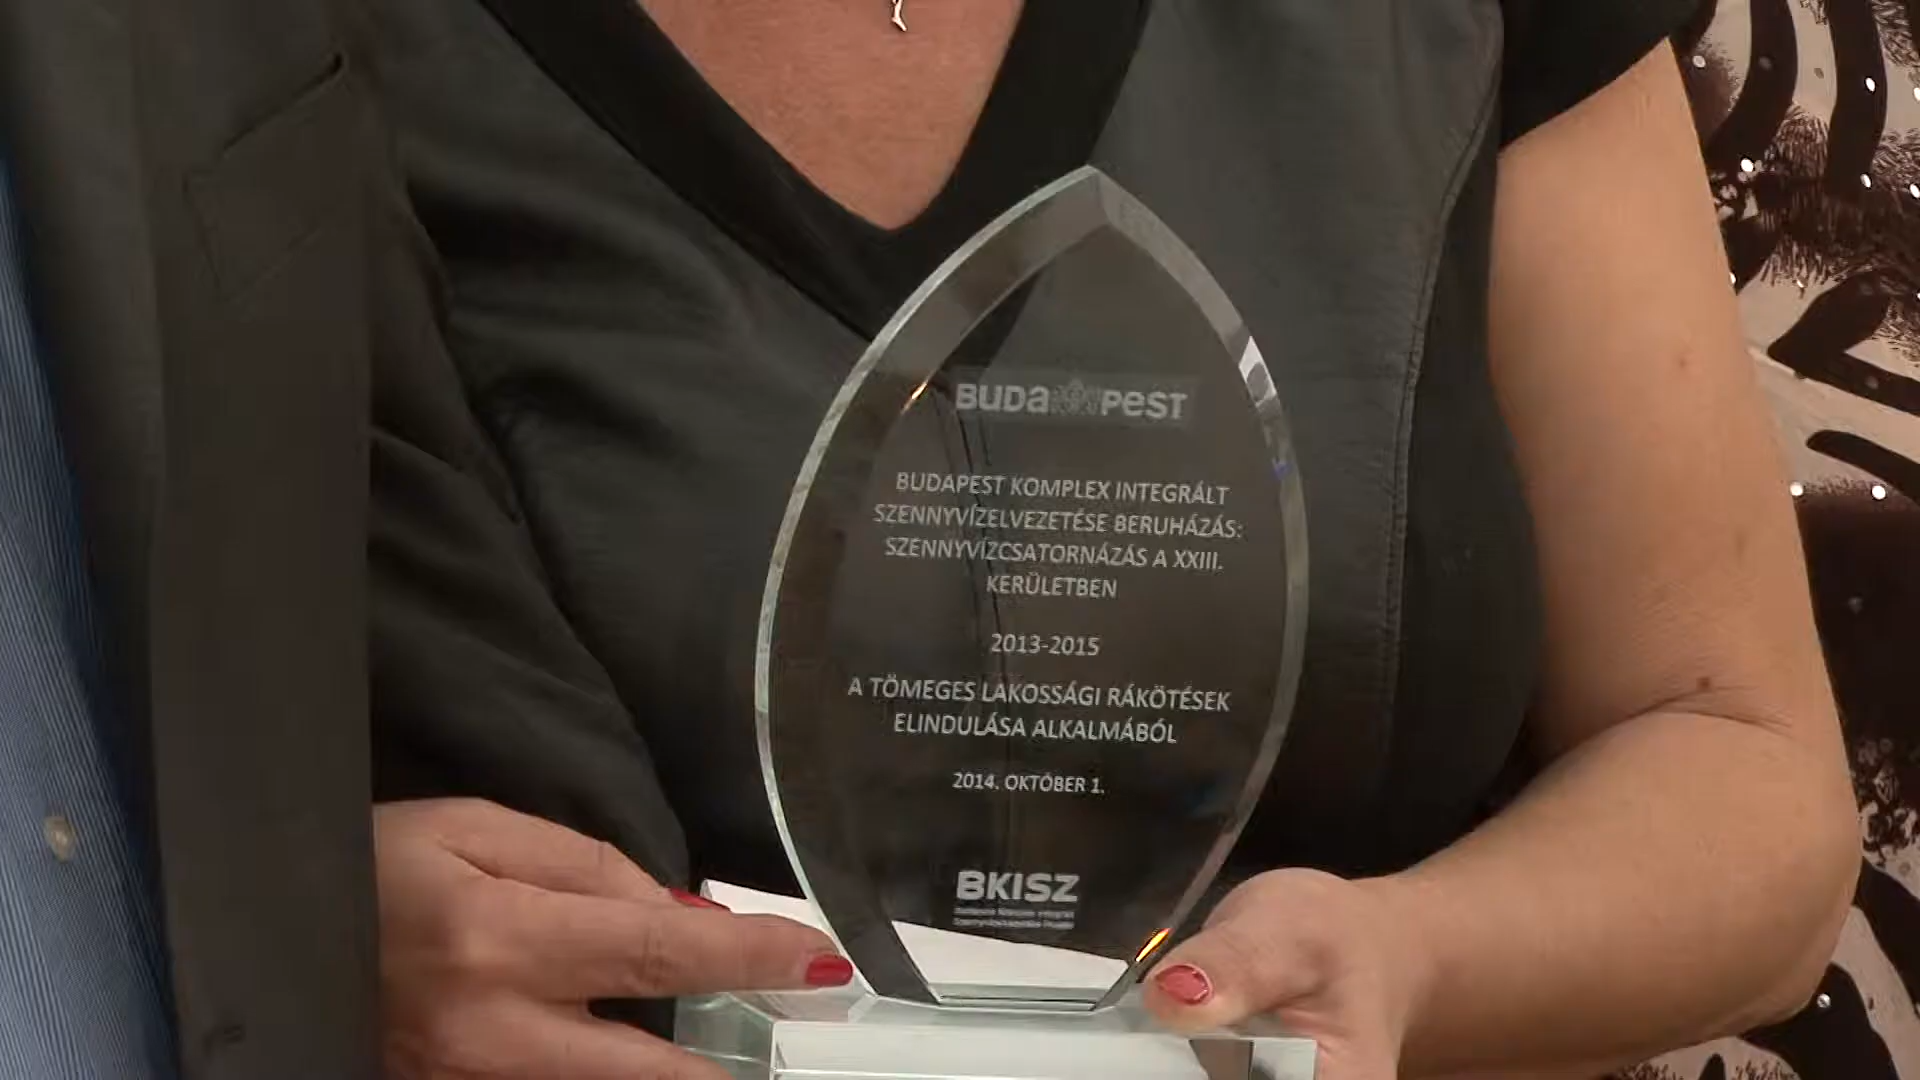 BUDAPEST
BUDAPEST KOMPLEX INTEGRÁLT
SZENNYVÍZELVEZETÉSE BERUHÁZÁS:
SZENNYVÍZCSATORNÁZÁS A XXIII.
KERÜLETBEN
2013-2015
A TÖMEGES LAKOSSÁGI RÁKÖTÉSEK
ELINDULÁSA ALKALMÁBÓL
2014. OKTÓBER 1.
BKISZ